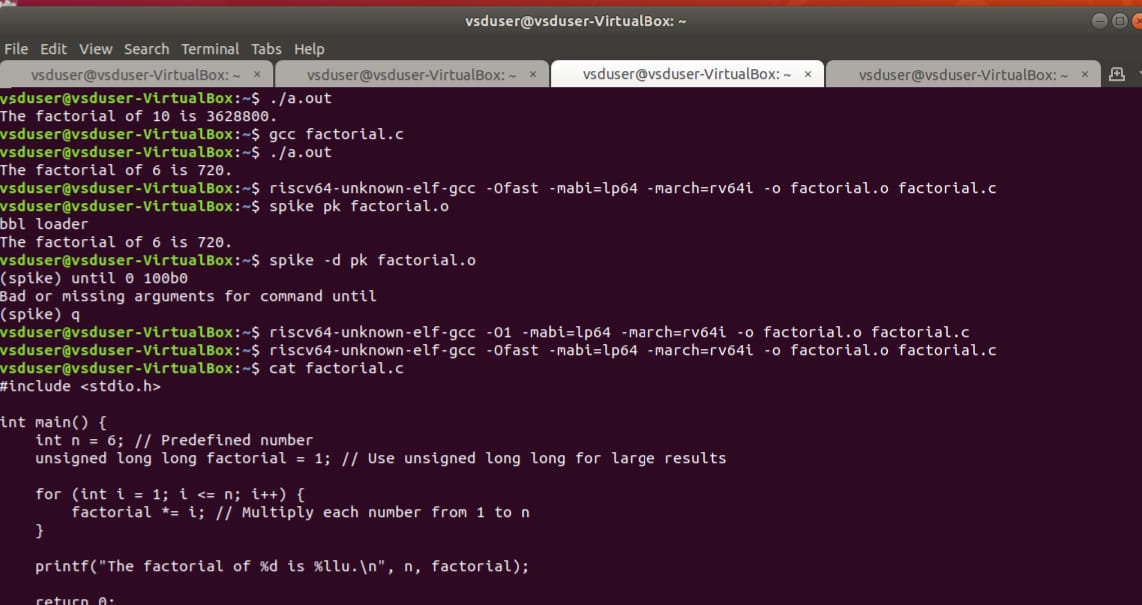 vsduser@vsduser-VirtualBox: ~
File Edit View Search Terminal Tabs Help
vsduser@vsduser-VirtualBox: ~ × vsduser@vsduser-VirtualBox: ~ × vsduser@vsduser-VirtualBox: ~ × vsduser@vsduser-VirtualBox: ~ ×
vsduser@vsduser-VirtualBox:~$ ./a.out
The factorial of 10 is 3628800.
vsduser@vsduser-VirtualBox:~$ gcc factorial.c
vsduser@vsduser-VirtualBox:~$ ./a.out
The factorial of 6 is 720.
vsduser@vsduser-VirtualBox:~$ riscv64-unknown-elf-gcc -Ofast -mabi=lp64 -march=rv64i -o factorial.o factorial.c
vsduser@vsduser-VirtualBox:~$ spike pk factorial.o
bbl loader
The factorial of 6 is 720.
vsduser@vsduser-VirtualBox:~$ spike -d pk factorial.o
(spike) until 0 100b0
Bad or missing arguments for command until
(spike) q
vsduser@vsduser-VirtualBox:~$ riscv64-unknown-elf-gcc -O1 -mabi=lp64 -march=rv64i -o factorial.o factorial.c
vsduser@vsduser-VirtualBox:~$ riscv64-unknown-elf-gcc -Ofast -mabi=lp64 -march=rv64i -o factorial.o factorial.c
vsduser@vsduser-VirtualBox:~$ cat factorial.c
#include <stdio.h>

int main() {
    int n = 6; // Predefined number
    unsigned long long factorial = 1; // Use unsigned long long for large results

    for (int i = 1; i <= n; i++) {
        factorial *= i; // Multiply each number from 1 to n
    }

    printf("The factorial of %d is %llu.\n", n, factorial);

    return 0;